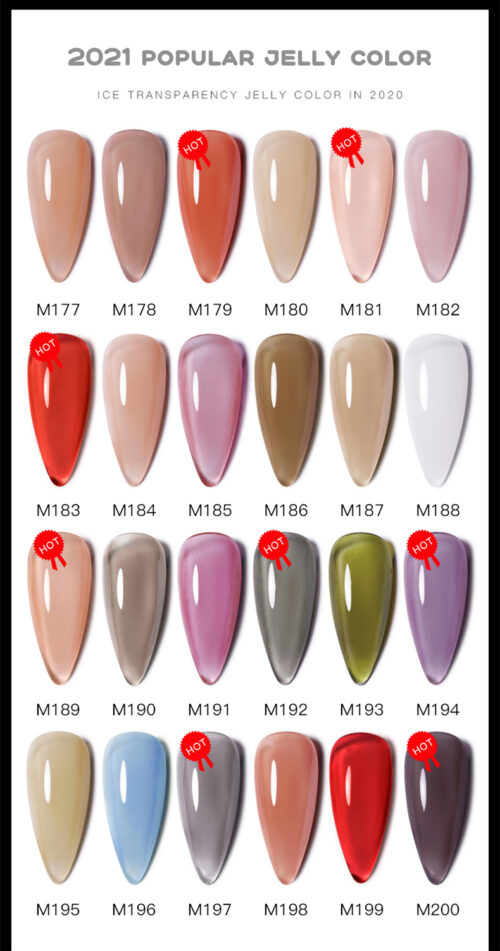 2021 POPULAR JELLY COLOR
ICE TRANSPARENCY JELLY COLOR IN 2020
HOT HOT
M177 M178 M179 M180 M181 M182
HOT
M183 M184 M185 M186 M187 M188
HOT HOT HOT
M189 M190 M191 M192 M193 M194
HOT HOT
M195 M196 M197 M198 M199 M200